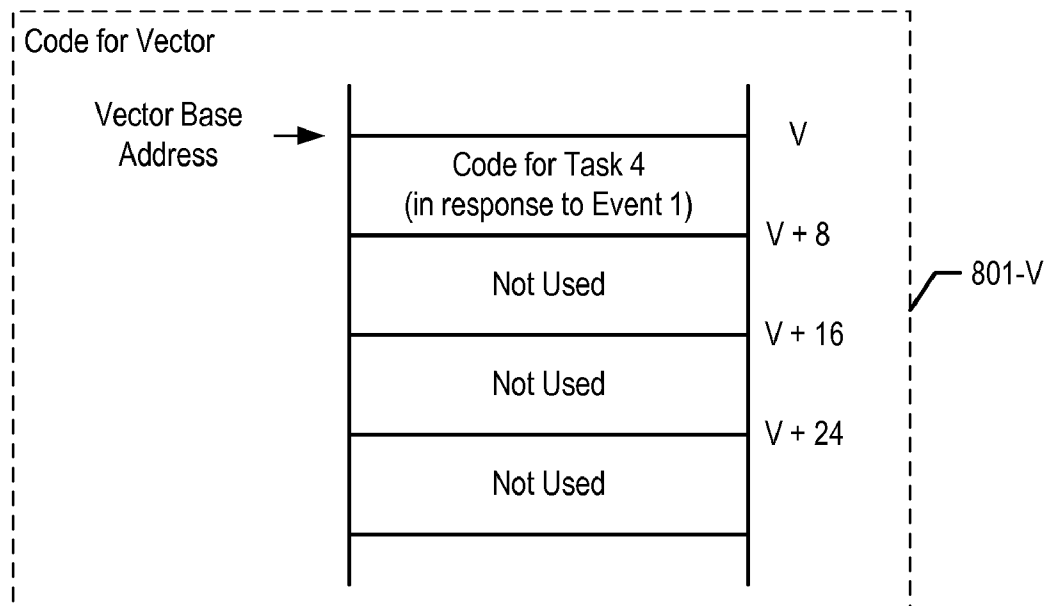 Code for Vector
Vector Base
Address
V
Code for Task 4
(in response to Event 1)
V + 8
Not Used
801-V
V + 16
Not Used
V + 24
Not Used